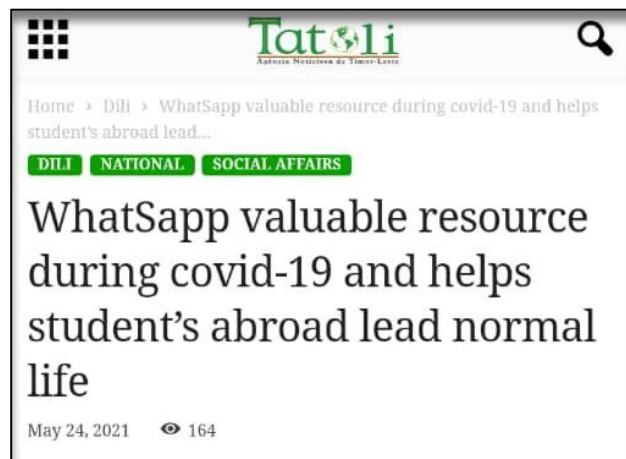 Tatoli
Agência Noticiosa de Timor-Leste
Home › Dili › WhatSapp valuable resource during covid-19 and helps
student's abroad lead...
DILI NATIONAL SOCIAL AFFAIRS
WhatSapp valuable resource
during covid-19 and helps
student’s abroad lead normal
life
May 24, 2021 164